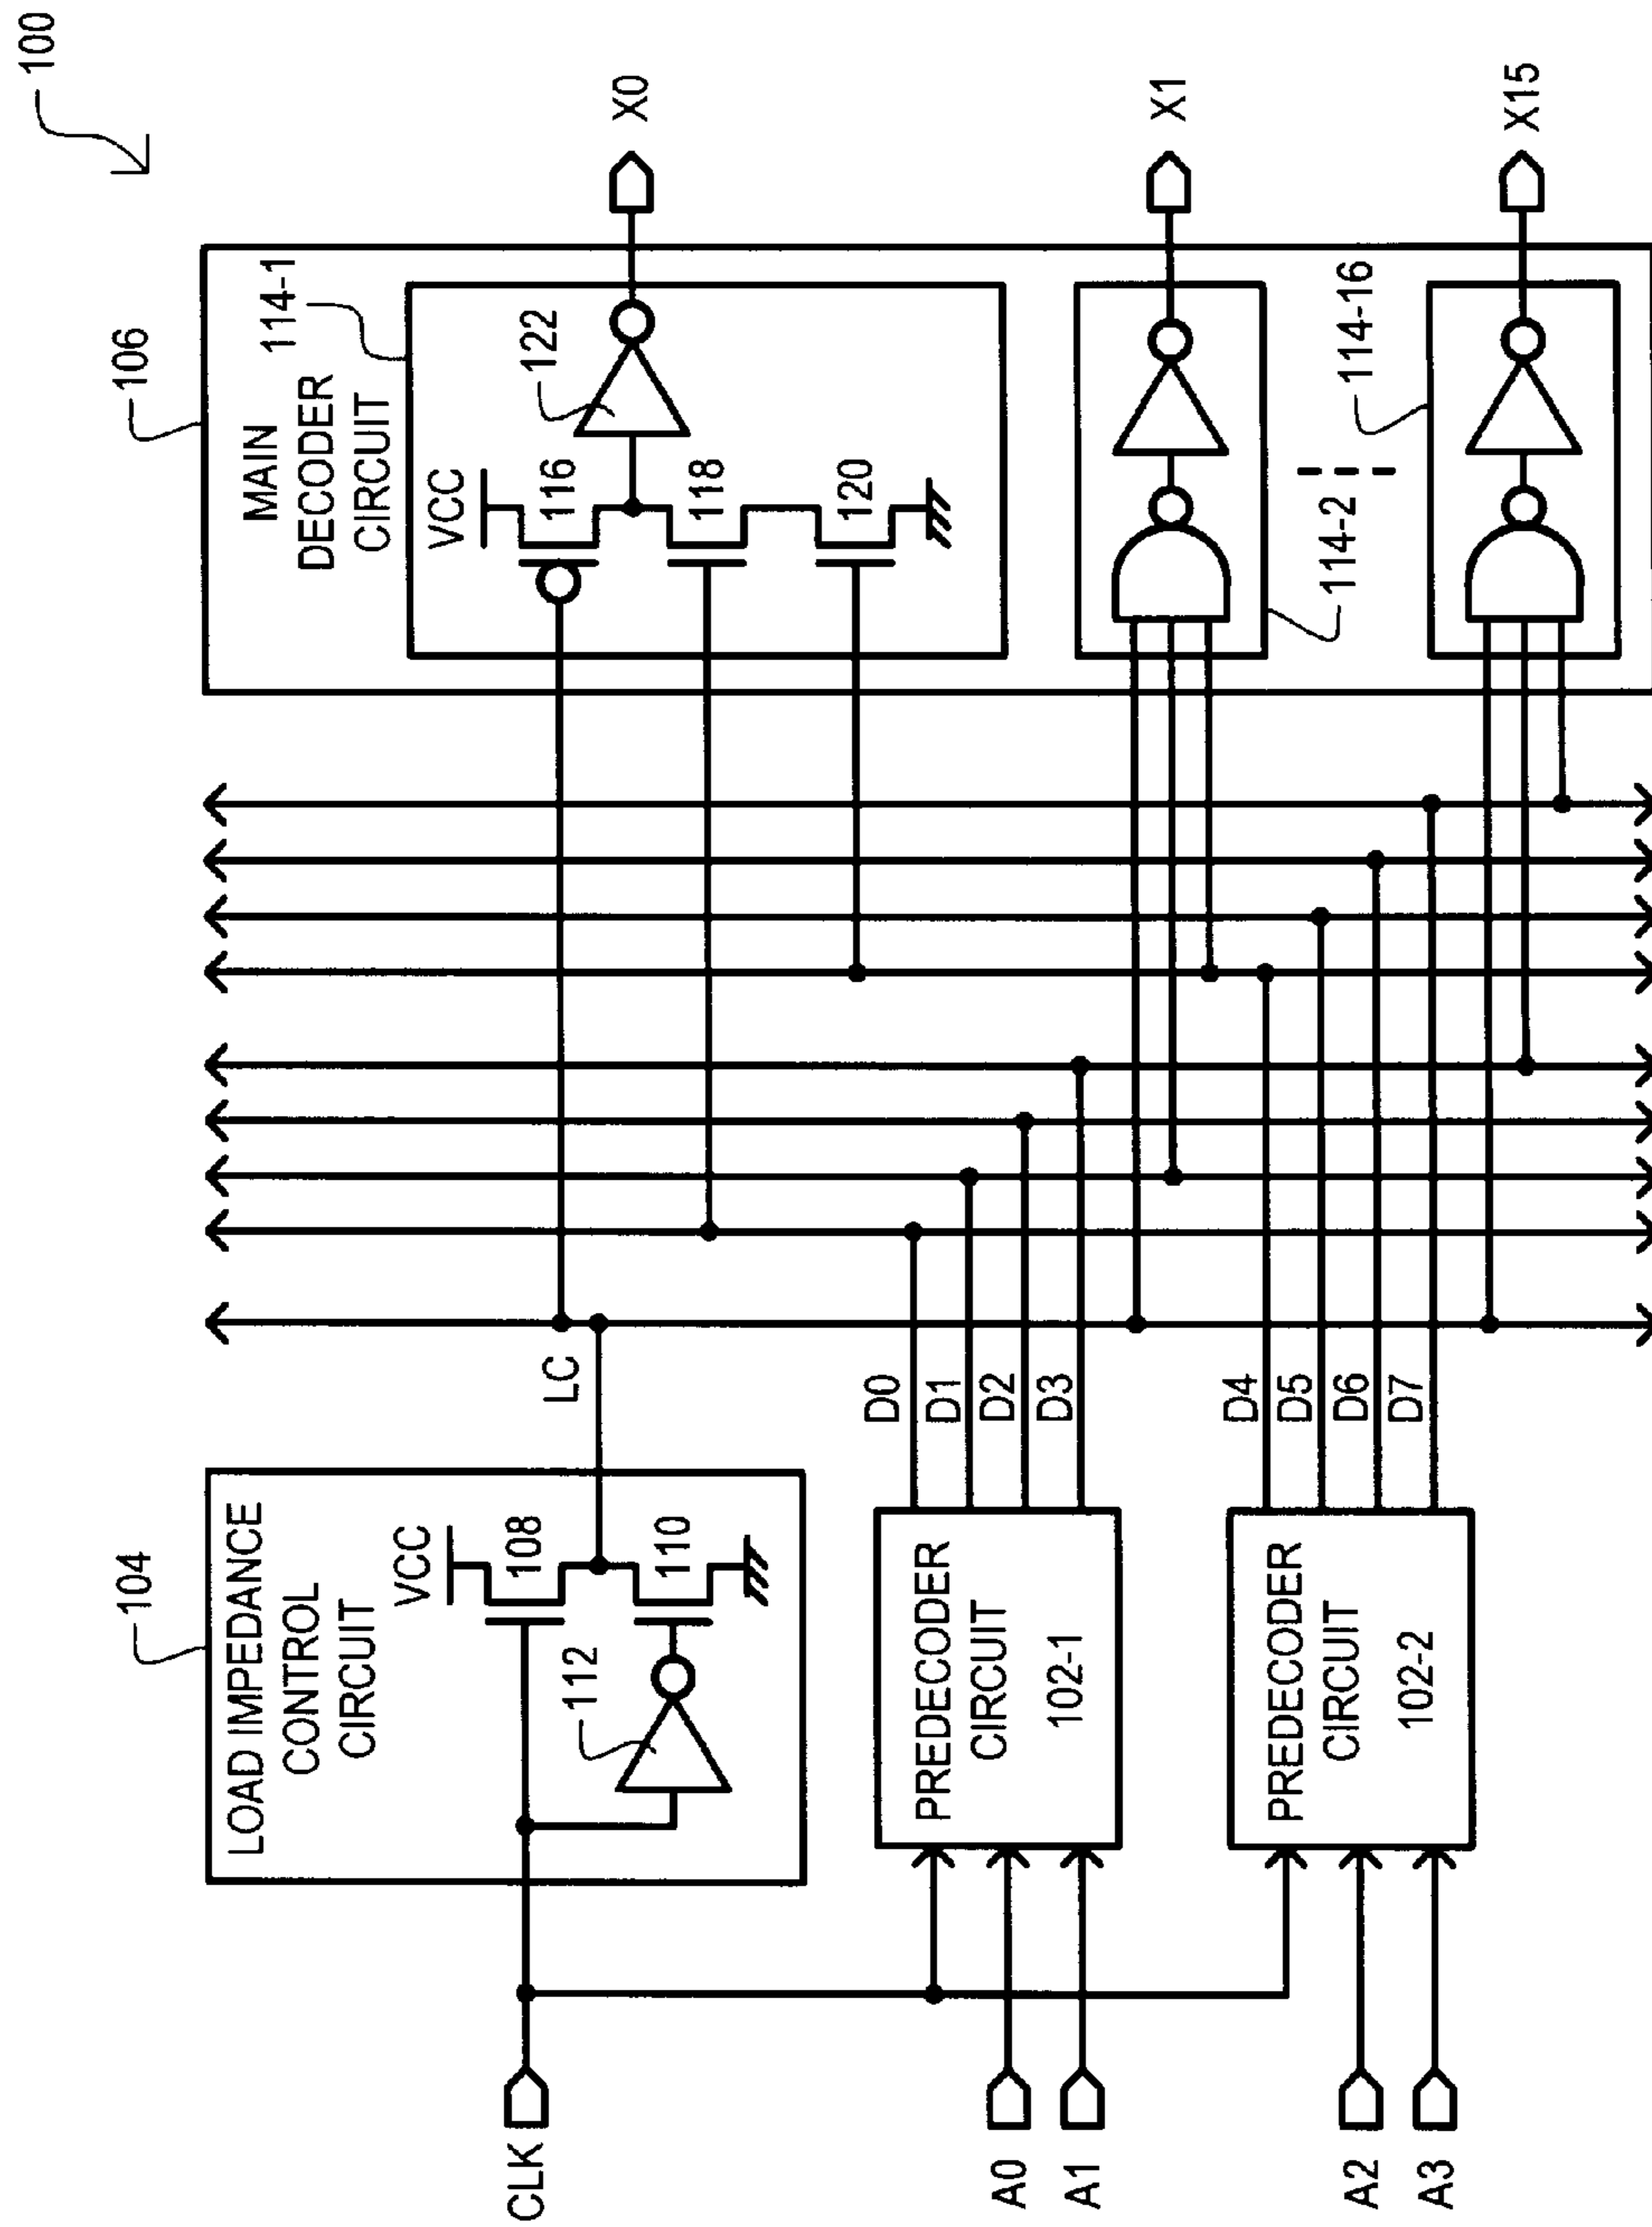 100
106
MAIN
DECODER
CIRCUIT
114-1
VCC
116
118
120
122
X0
114-2
X1
114-16
X15
104
LOAD IMPEDANCE
CONTROL
CIRCUIT
VCC
108
110
112
LC
CLK
PREDECODER
CIRCUIT
102-1
A0
A1
D0
D1
D2
D3
PREDECODER
CIRCUIT
102-2
A2
A3
D4
D5
D6
D7